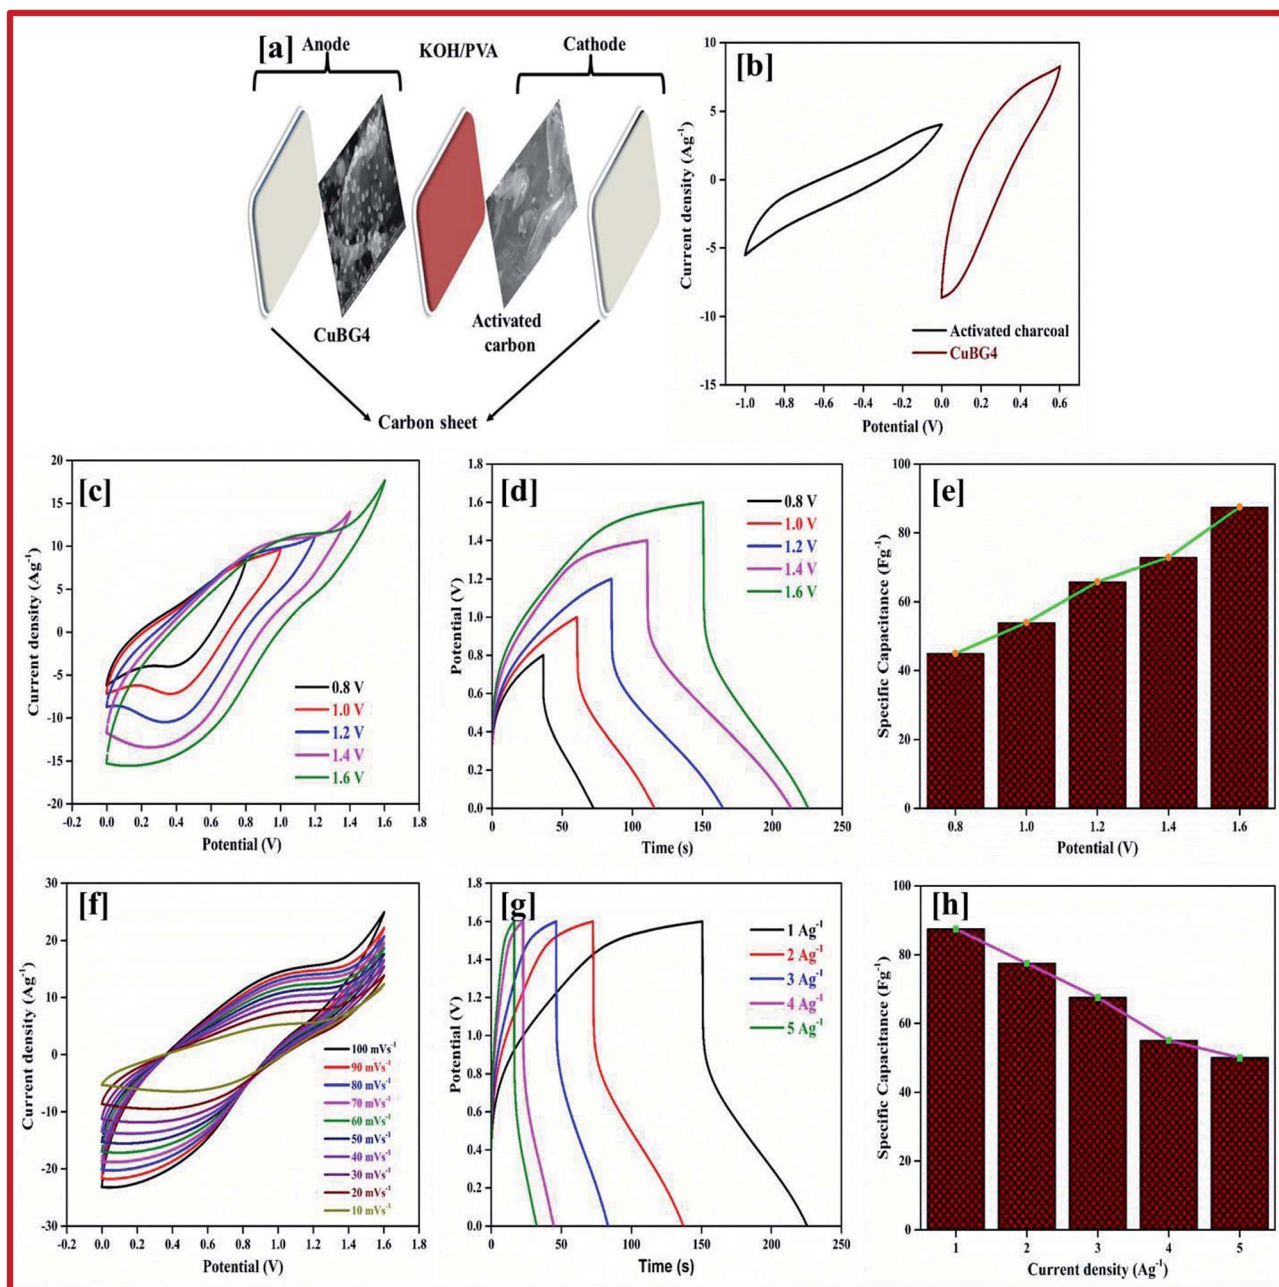 [a]
Anode
KOH/PVA
Cathode
CuBG4
Activated
carbon
Carbon sheet
[b]
10
5
0
-5
-10
-15
Current density (Ag⁻¹)
Activated charcoal
CuBG4
-1.0 -0.8 -0.6 -0.4 -0.2 0.0 0.2 0.4 0.6
Potential (V)
[c]
20
15
10
5
0
-5
-10
-15
-20
Current density (Ag⁻¹)
0.8 V
1.0 V
1.2 V
1.4 V
1.6 V
-0.2 0.0 0.2 0.4 0.6 0.8 1.0 1.2 1.4 1.6 1.8
Potential (V)
[d]
1.8
1.6
1.4
1.2
1.0
0.8
0.6
0.4
0.2
0.0
Potential (V)
0.8 V
1.0 V
1.2 V
1.4 V
1.6 V
0 50 100 150 200 250
Time (s)
[e]
100
80
60
40
20
0
Specific Capacitance (Fg⁻¹)
0.8 1.0 1.2 1.4 1.6
Potential (V)
[f]
30
20
10
0
-10
-20
-30
Current density (Ag⁻¹)
100 mVs⁻¹
90 mVs⁻¹
80 mVs⁻¹
70 mVs⁻¹
60 mVs⁻¹
50 mVs⁻¹
40 mVs⁻¹
30 mVs⁻¹
20 mVs⁻¹
10 mVs⁻¹
-0.2 0.0 0.2 0.4 0.6 0.8 1.0 1.2 1.4 1.6 1.8
Potential (V)
[g]
1.8
1.6
1.4
1.2
1.0
0.8
0.6
0.4
0.2
0.0
Potential (V)
1 Ag⁻¹
2 Ag⁻¹
3 Ag⁻¹
4 Ag⁻¹
5 Ag⁻¹
0 50 100 150 200 250
Time (s)
[h]
100
80
60
40
20
0
Specific Capacitance (Fg⁻¹)
1 2 3 4 5
Current density (Ag⁻¹)